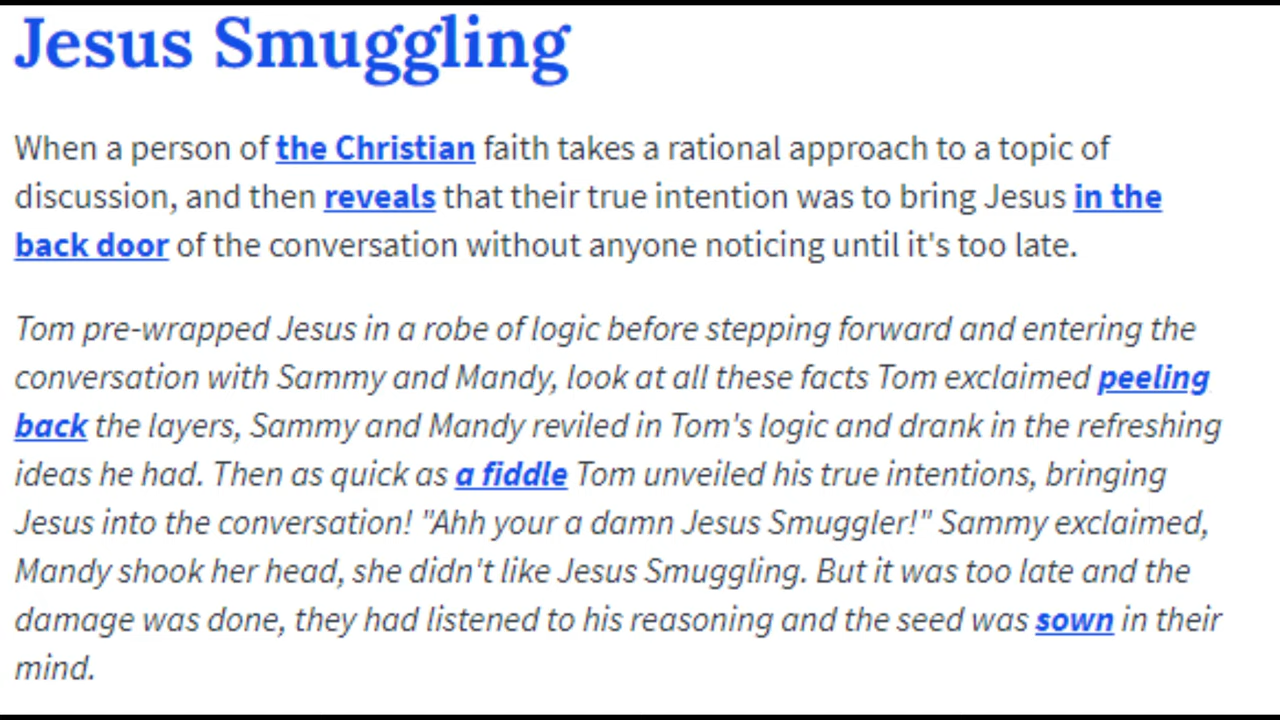 Jesus Smuggling
When a person of the Christian faith takes a rational approach to a topic of
discussion, and then reveals that their true intention was to bring Jesus in the
back door of the conversation without anyone noticing until it's too late.
Tom pre-wrapped Jesus in a robe of logic before stepping forward and entering the
conversation with Sammy and Mandy, look at all these facts Tom exclaimed peeling
back the layers, Sammy and Mandy reviled in Tom's logic and drank in the refreshing
ideas he had. Then as quick as a fiddle Tom unveiled his true intentions, bringing
Jesus into the conversation! "Ahh your a damn Jesus Smuggler!" Sammy exclaimed,
Mandy shook her head, she didn't like Jesus Smuggling. But it was too late and the
damage was done, they had listened to his reasoning and the seed was sown in their
mind.